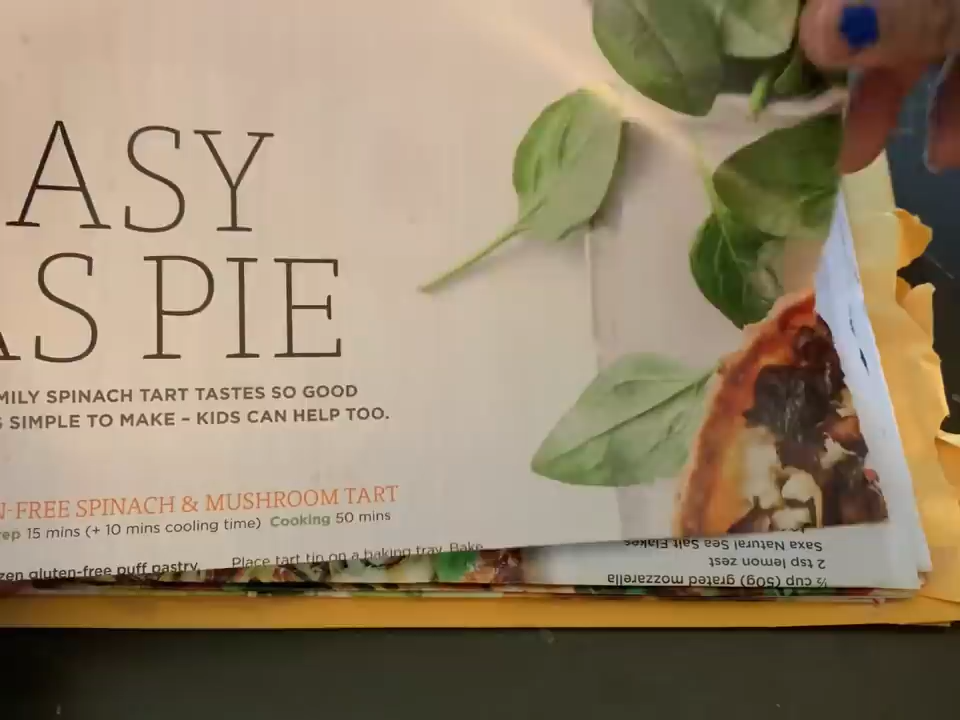 ASY
AS PIE
MILY SPINACH TART TASTES SO GOOD
S SIMPLE TO MAKE – KIDS CAN HELP TOO.
N-FREE SPINACH & MUSHROOM TART
rep 15 mins (+ 10 mins cooling time) Cooking 50 mins
zen gluten-free puff pastry,
Place tart tin on a baking tray. Bake
½ cup (50g) grated mozzarella
2 tsp lemon zest
Saxa Natural Sea Salt Flakes